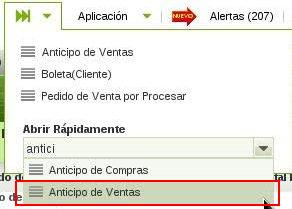 Aplicación
NUEVO
Alertas (207)
Anticipo de Ventas
Boleta(Cliente)
Pedido de Venta por Procesar
Abrir Rápidamente
antici
Anticipo de Compras
Anticipo de Ventas